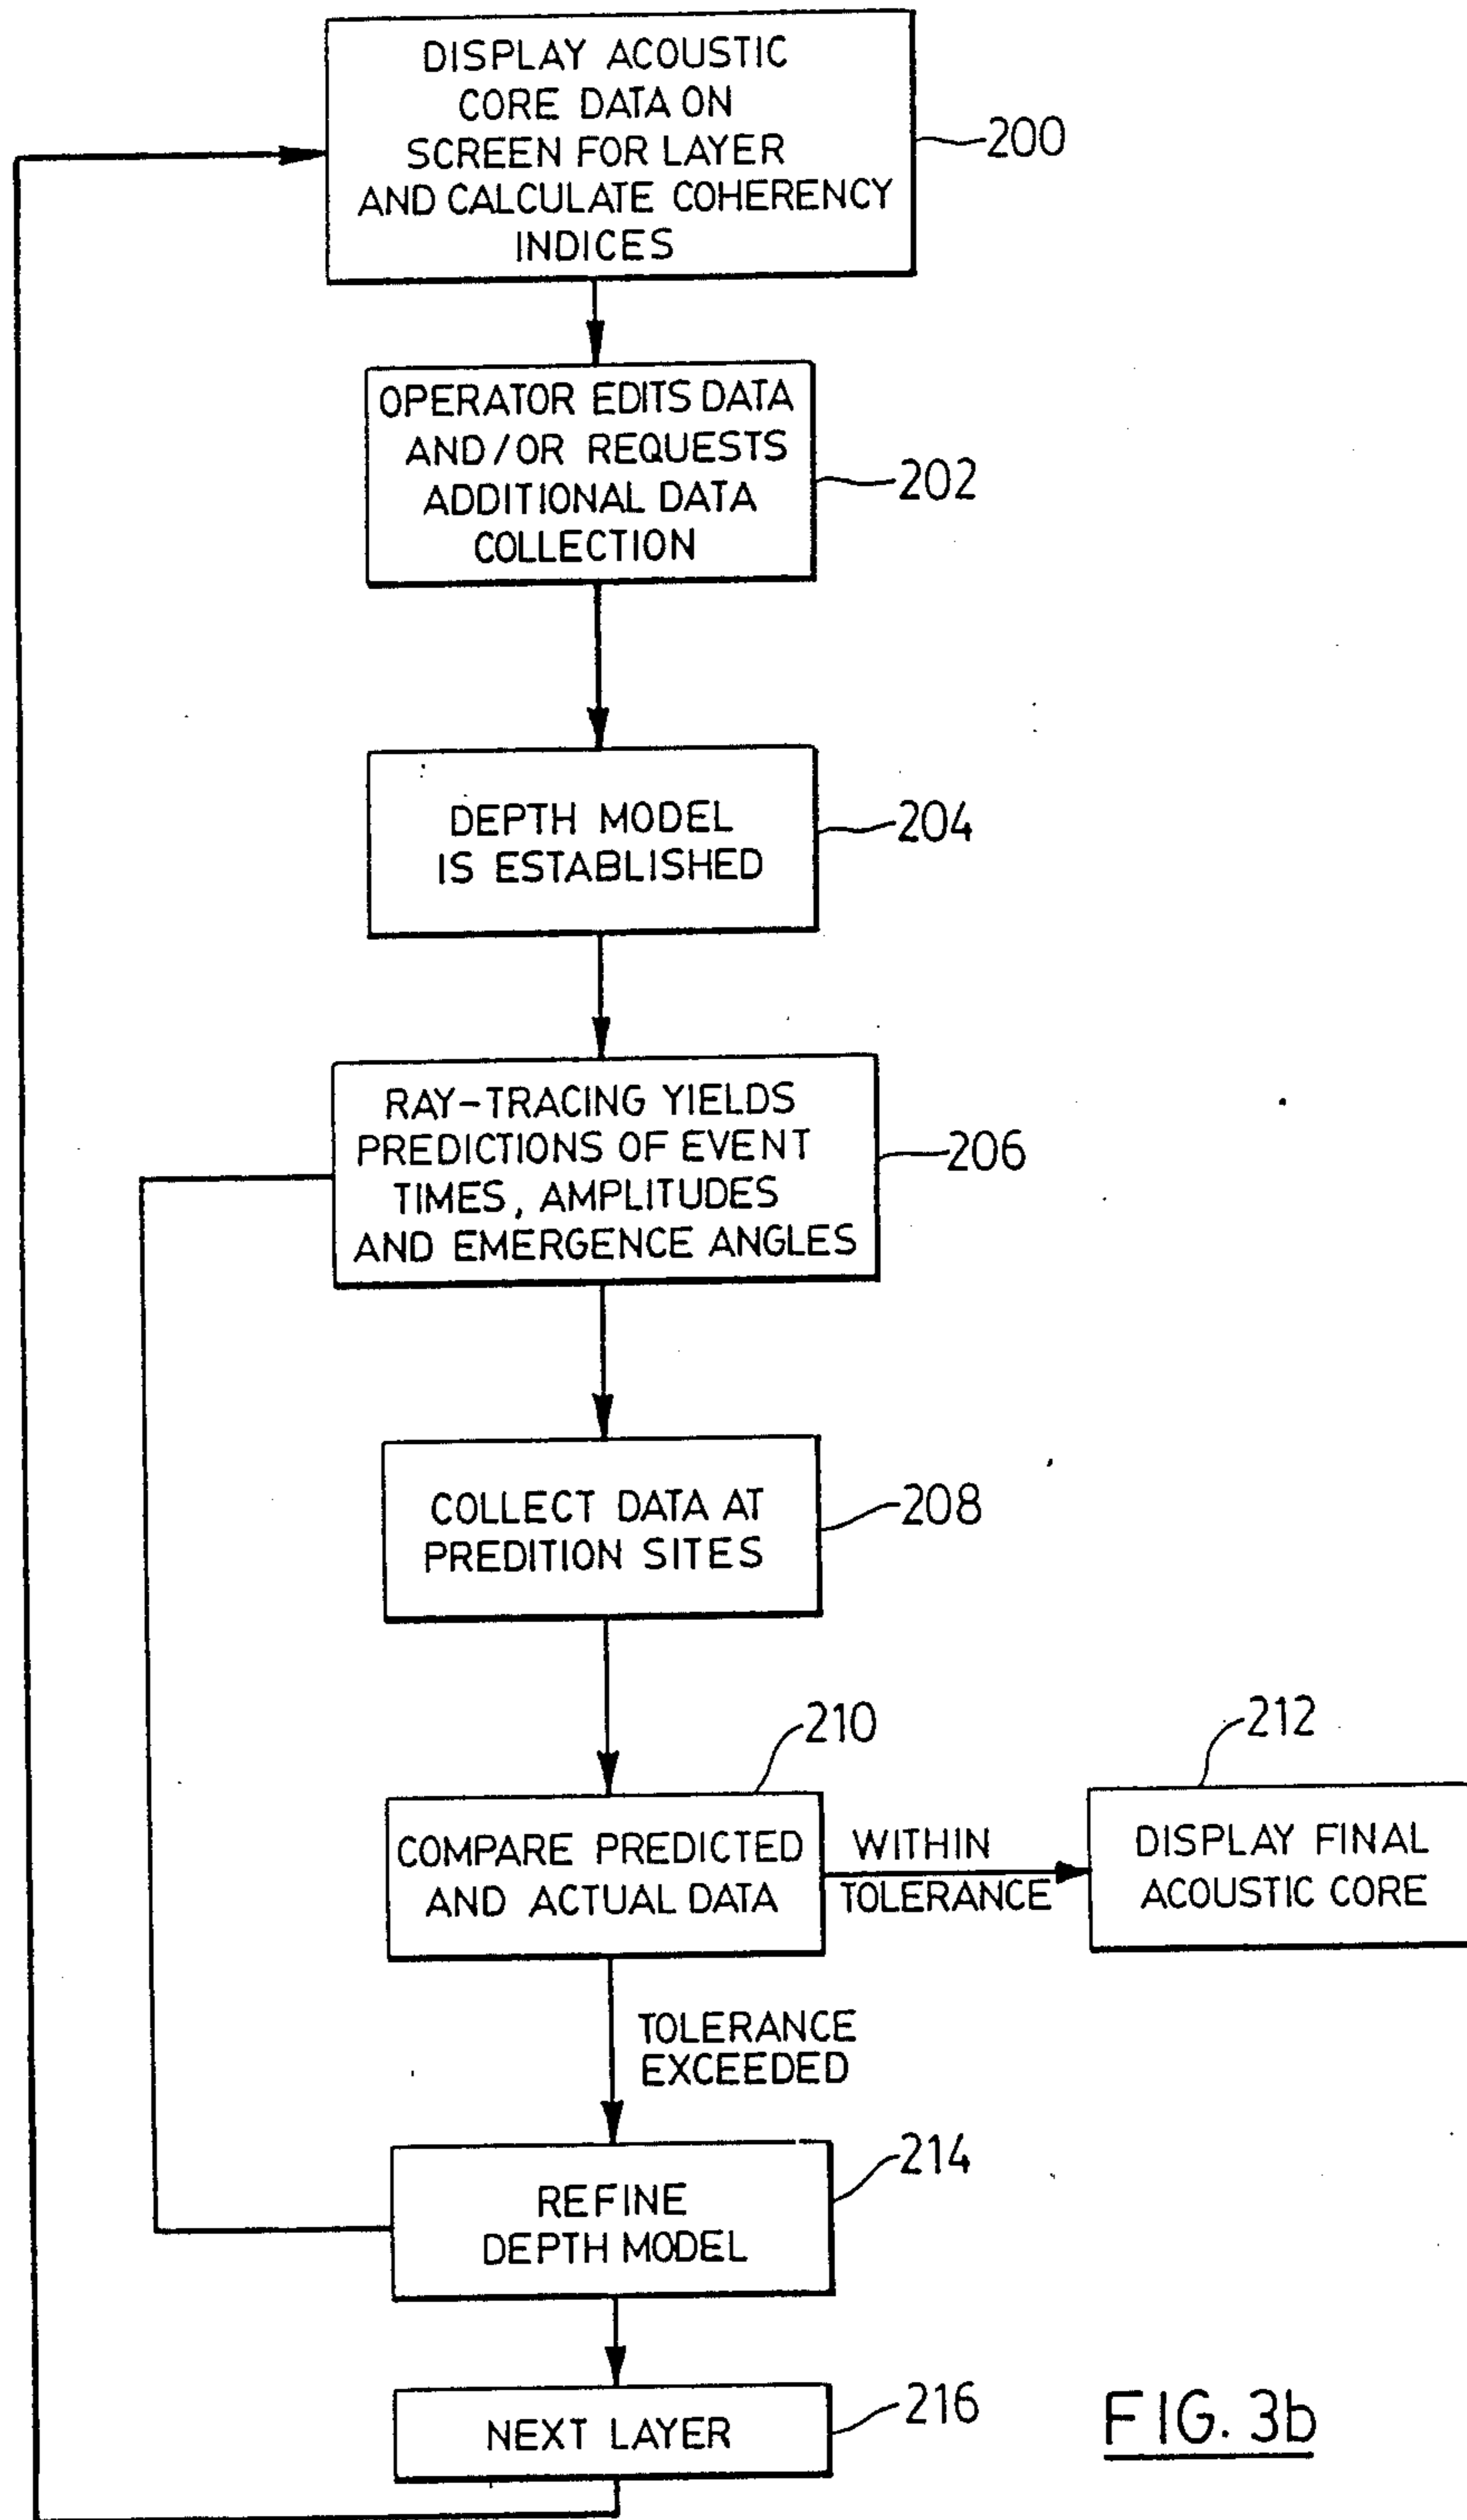 DISPLAY ACOUSTIC
CORE DATA ON
SCREEN FOR LAYER
AND CALCULATE COHERENCY
INDICES
200
OPERATOR EDITS DATA
AND/OR REQUESTS
ADDITIONAL DATA
COLLECTION
202
DEPTH MODEL
IS ESTABLISHED
204
RAY-TRACING YIELDS
PREDICTIONS OF EVENT
TIMES, AMPLITUDES
AND EMERGENCE ANGLES
206
COLLECT DATA AT
PREDITION SITES
208
210
COMPARE PREDICTED
AND ACTUAL DATA
WITHIN
TOLERANCE
212
DISPLAY FINAL
ACOUSTIC CORE
TOLERANCE
EXCEEDED
214
REFINE
DEPTH MODEL
216
NEXT LAYER
FIG. 3b